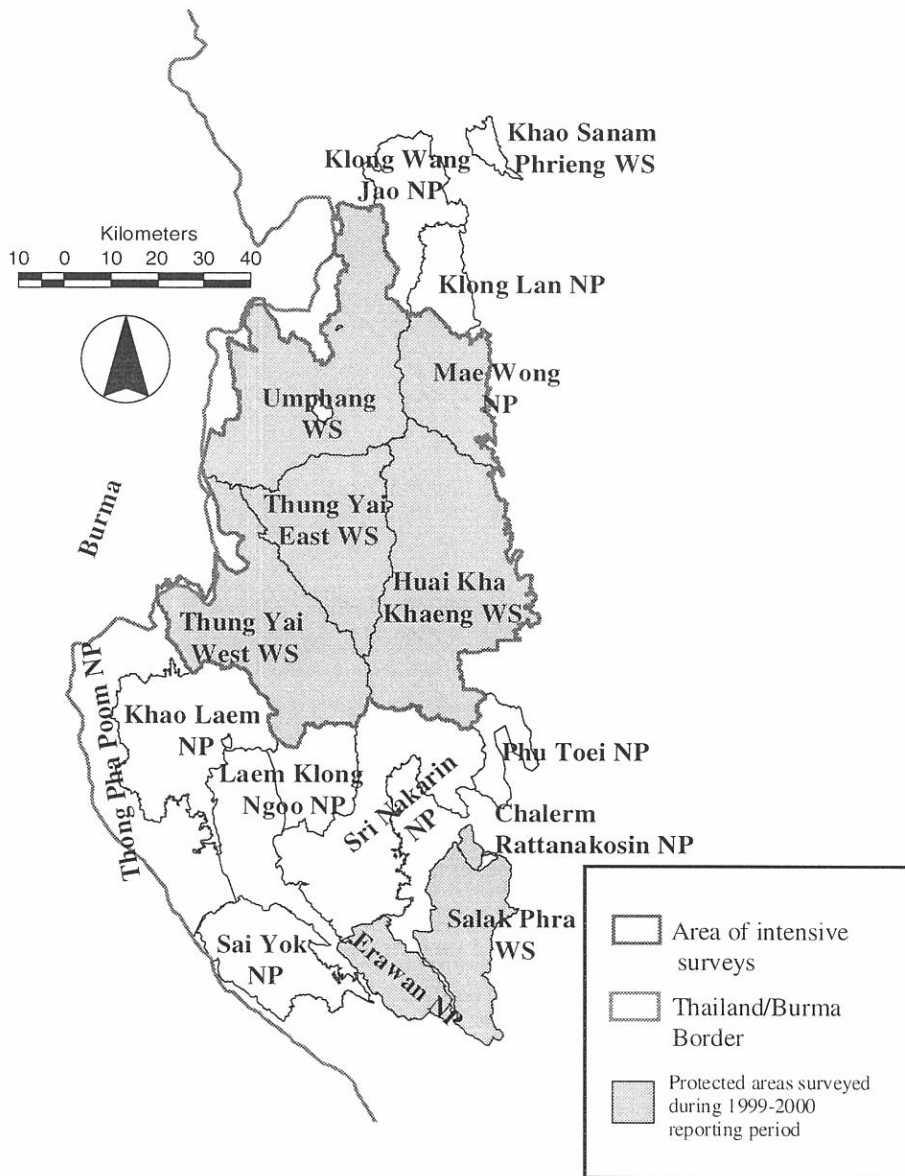 Khao Sanam
Phrieng WS
Klong Wang
Jao NP
Kilometers
10 0 10 20 30 40
Klong Lan NP
Mae Wong
NP
Umphang
WS
Burma
Thung Yai
East WS
Huai Kha
Khaeng WS
Thung Yai
West WS
Thong Pha Poom NP
Khao Laem
NP
Phu Toei NP
Laem Klong
Ngoo NP
Sri Nakarin
NP
Chalerm
Rattanakosin NP
Salak Phra
WS
Sai Yok
NP
Erawan NP
Area of intensive
surveys
Thailand/Burma
Border
Protected areas surveyed
during 1999-2000
reporting period